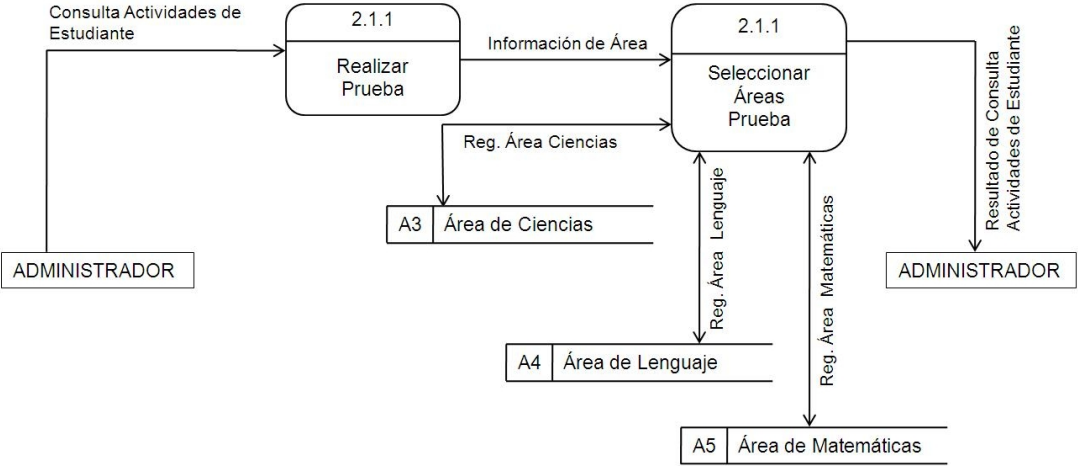 Consulta Actividades de
Estudiante
2.1.1
Realizar
Prueba
Información de Área
2.1.1
Seleccionar
Áreas
Prueba
Resultado de Consulta
Actividades de Estudiante
Reg. Área Ciencias
A3 Área de Ciencias
Reg. Área Lenguaje
Reg. Área Matemáticas
ADMINISTRADOR
ADMINISTRADOR
A4 Área de Lenguaje
A5 Área de Matemáticas